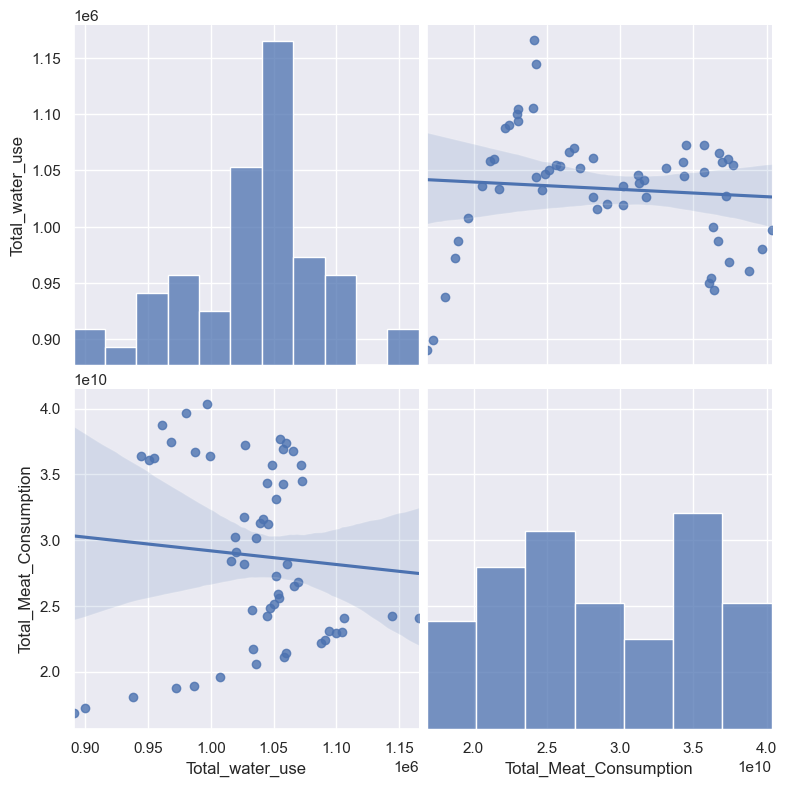 1e6
1.15
1.10
1.05
1.00
0.95
0.90
Total_water_use
1e10
4.0
3.5
3.0
2.5
2.0
Total_Meat_Consumption
0.90 0.95 1.00 1.05 1.10 1.15
1e6
Total_water_use
2.0 2.5 3.0 3.5 4.0
1e10
Total_Meat_Consumption